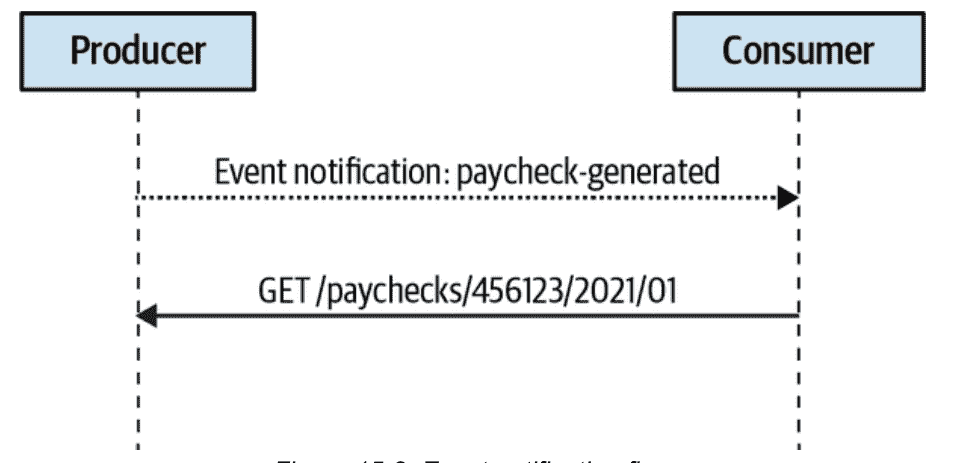 Producer
Consumer
Event notification: paycheck-generated
GET /paychecks/456123/2021/01